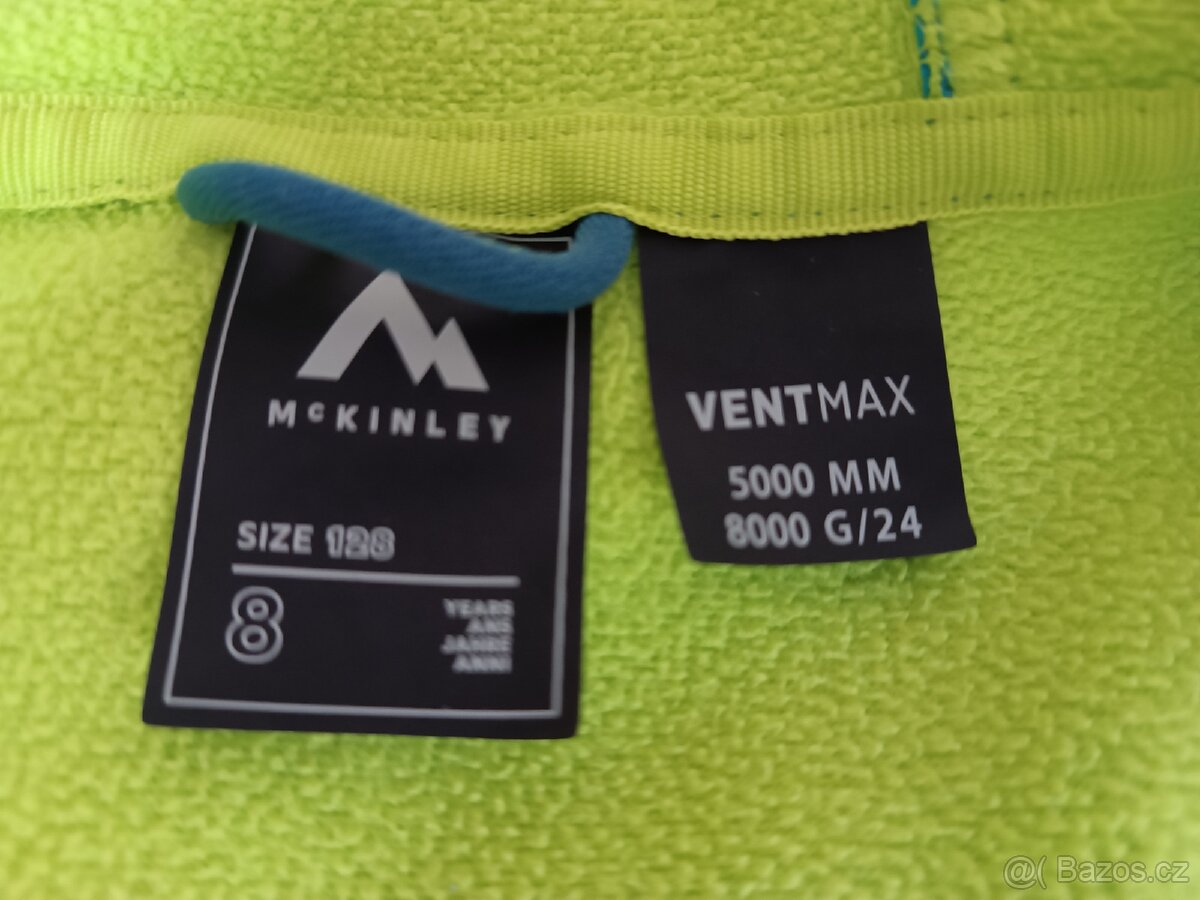 McKINLEY
SIZE 128
8
YEARS
ANS
JAHRE
ANNI
VENTMAX
5000 MM
8000 G/24
@( Bazos.cz